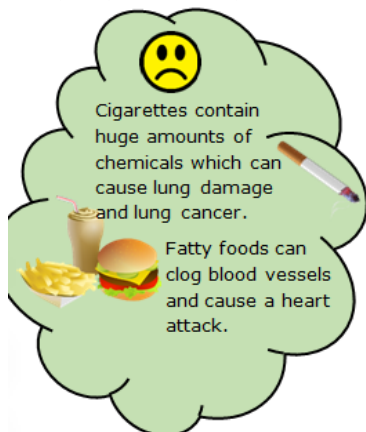 Cigarettes contain
huge amounts of
chemicals which can
cause lung damage
and lung cancer.
Fatty foods can
clog blood vessels
and cause a heart
attack.